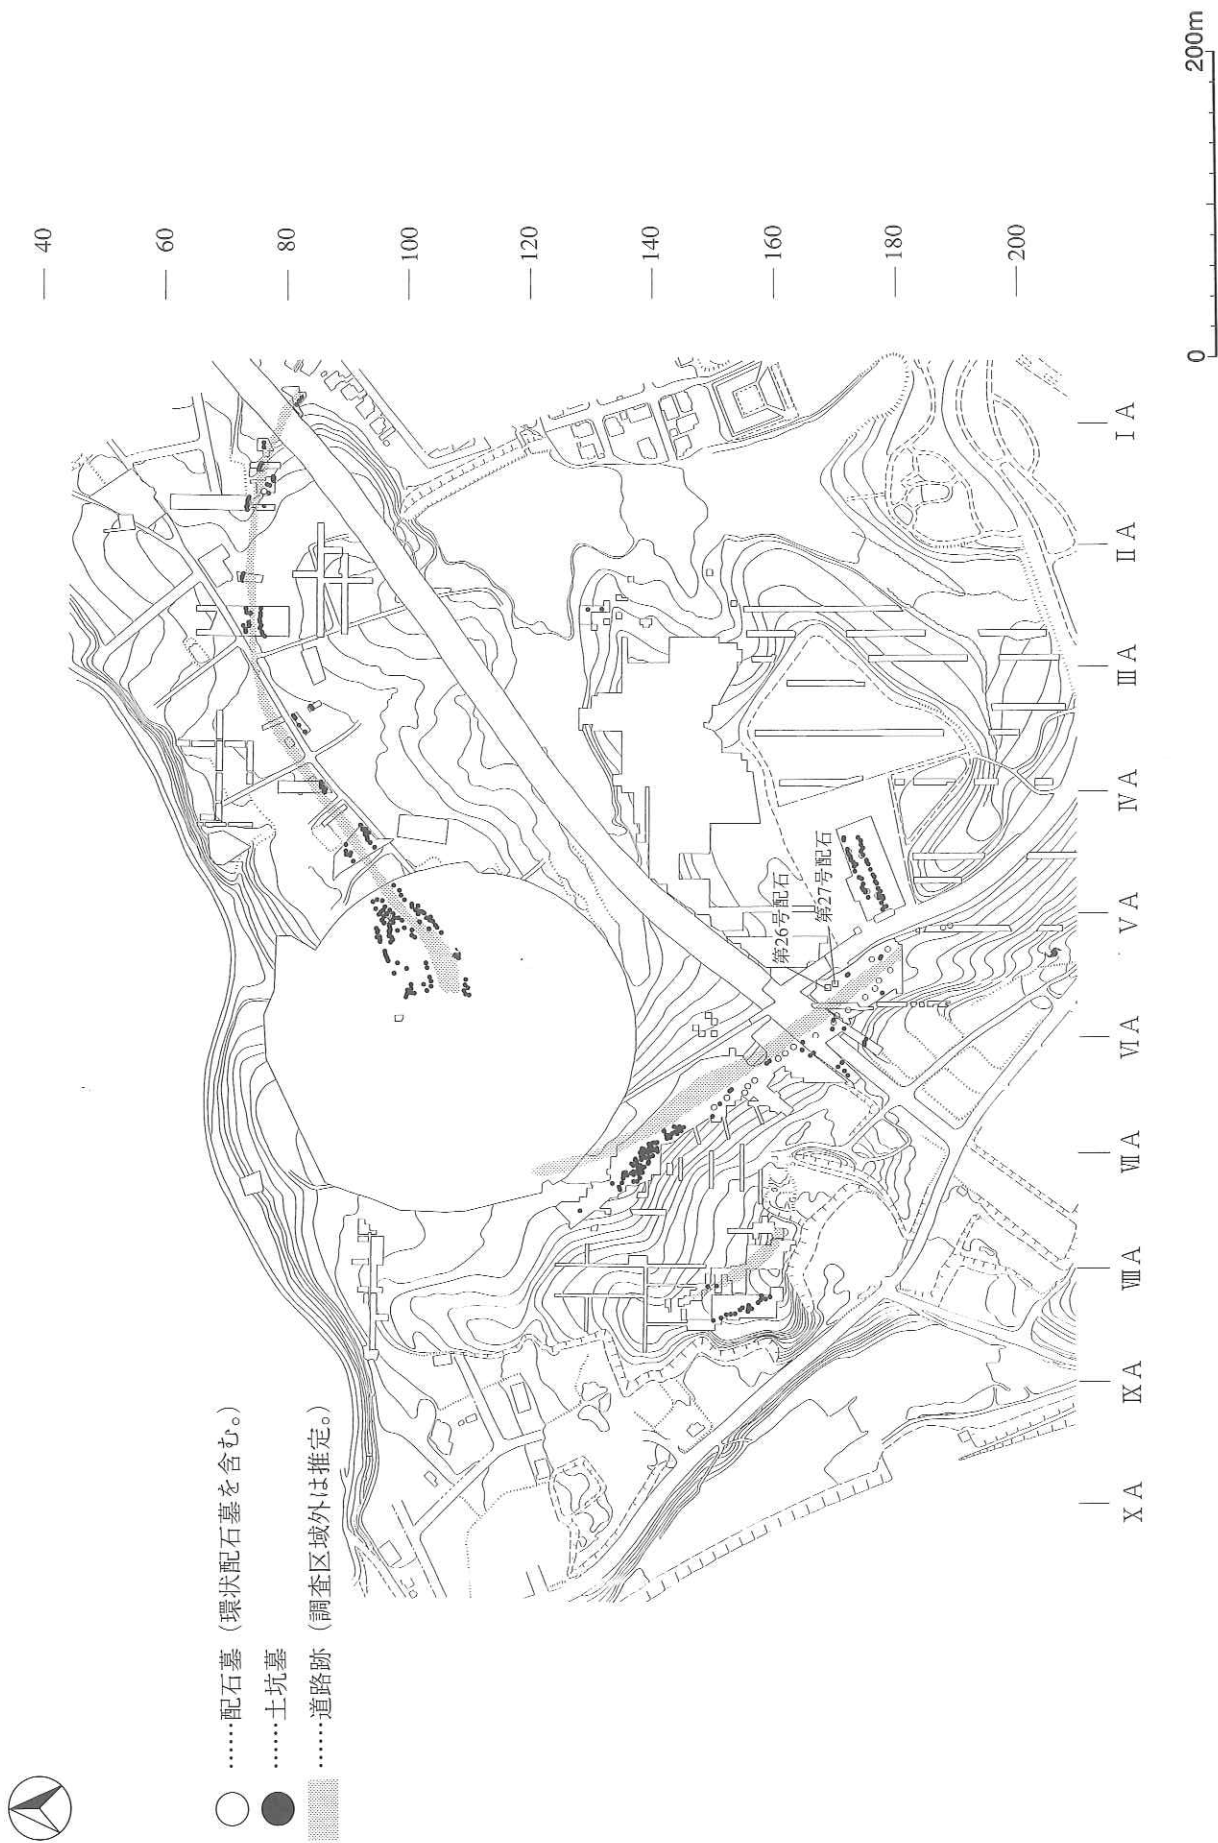 200m
0
40
60
80
100
120
140
160
180
200
ⅠA
ⅡA
ⅢA
ⅣA
ⅤA
ⅥA
ⅦA
ⅧA
ⅨA
ⅩA
第26号配石
第27号配石
……配石墓（環状配石墓を含む。）
……土坑墓
……道路跡（調査区域外は推定。）